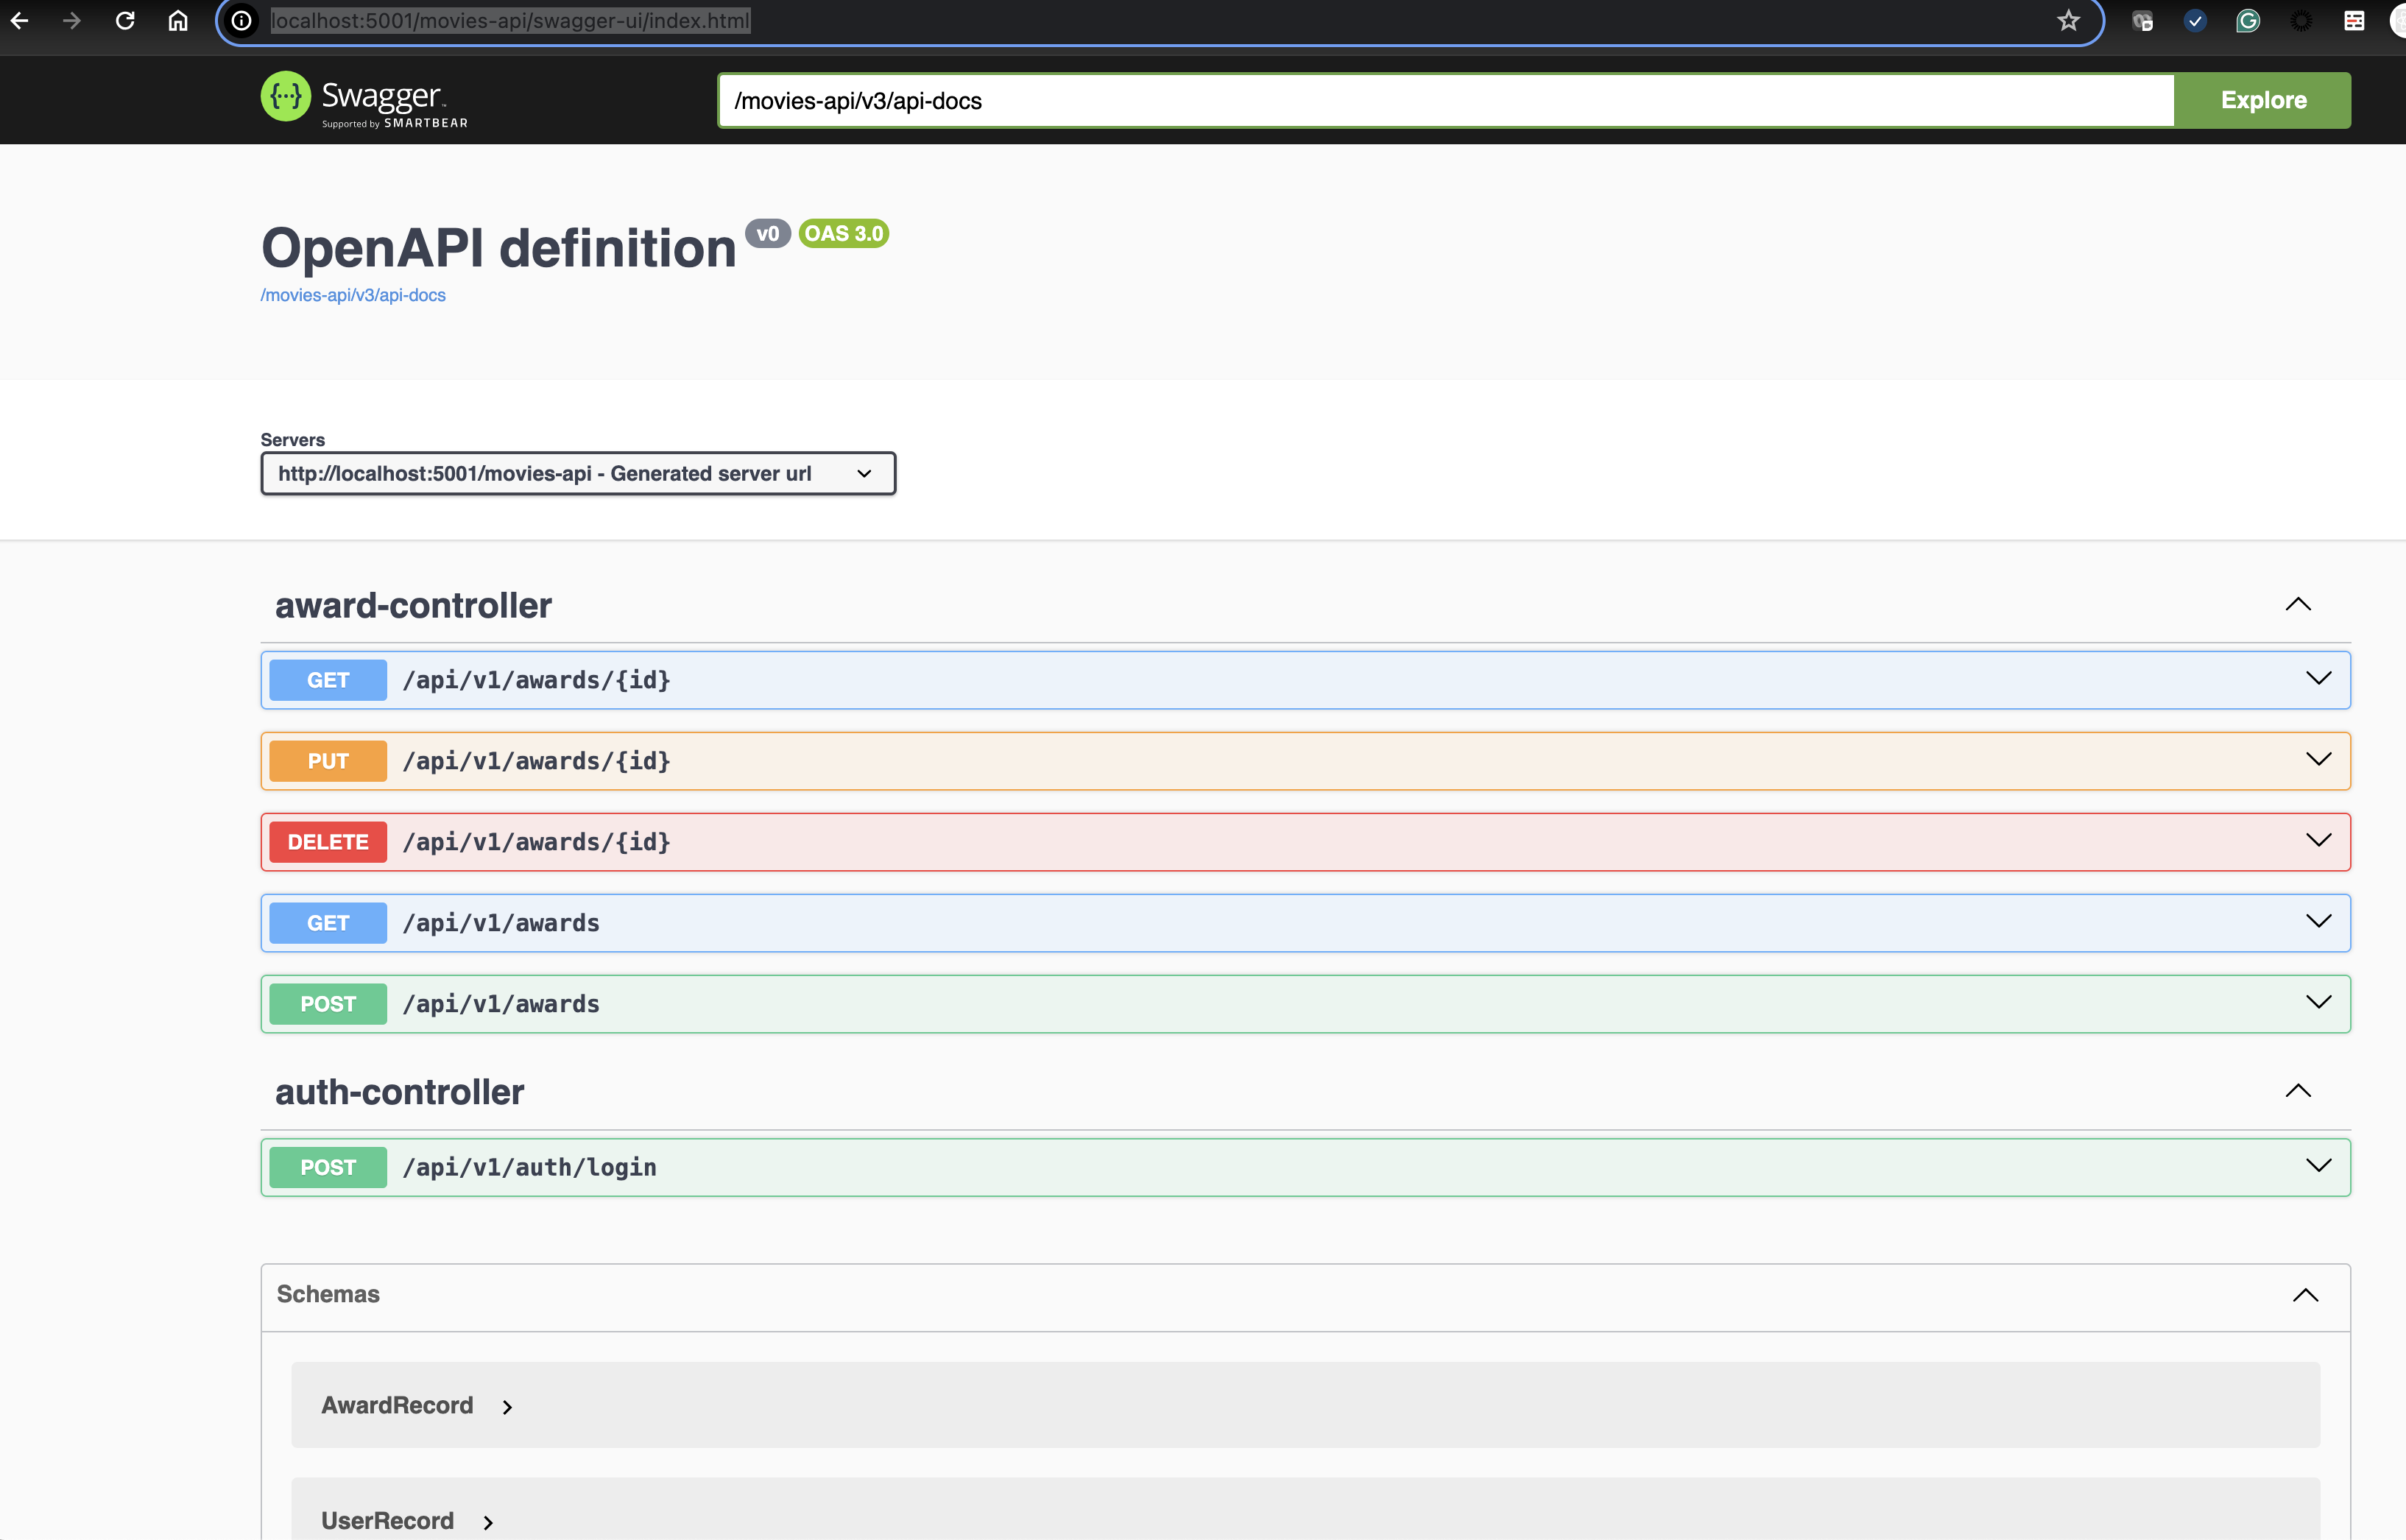 localhost:5001/movies-api/swagger-ui/index.html
{···} Swagger™
Supported by SMARTBEAR
/movies-api/v3/api-docs
Explore
OpenAPI definition v0 OAS 3.0
/movies-api/v3/api-docs
Servers
http://localhost:5001/movies-api - Generated server url
award-controller
GET /api/v1/awards/{id}
PUT /api/v1/awards/{id}
DELETE /api/v1/awards/{id}
GET /api/v1/awards
POST /api/v1/awards
auth-controller
POST /api/v1/auth/login
Schemas
AwardRecord
UserRecord